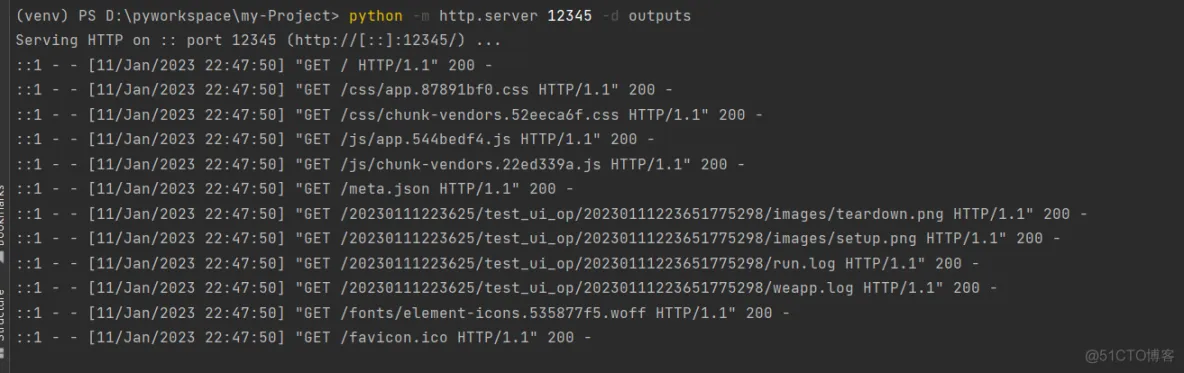 (venv) PS D:\pyworkspace\my-Project> python -m http.server 12345 -d outputs
Serving HTTP on :: port 12345 (http://[::]:12345/) ...
::1 - - [11/Jan/2023 22:47:50] "GET / HTTP/1.1" 200 -
::1 - - [11/Jan/2023 22:47:50] "GET /css/app.87891bf0.css HTTP/1.1" 200 -
::1 - - [11/Jan/2023 22:47:50] "GET /css/chunk-vendors.52eeca6f.css HTTP/1.1" 200 -
::1 - - [11/Jan/2023 22:47:50] "GET /js/app.544bedf4.js HTTP/1.1" 200 -
::1 - - [11/Jan/2023 22:47:50] "GET /js/chunk-vendors.22ed339a.js HTTP/1.1" 200 -
::1 - - [11/Jan/2023 22:47:50] "GET /meta.json HTTP/1.1" 200 -
::1 - - [11/Jan/2023 22:47:50] "GET /20230111223625/test_ui_op/20230111223651775298/images/teardown.png HTTP/1.1" 200 -
::1 - - [11/Jan/2023 22:47:50] "GET /20230111223625/test_ui_op/20230111223651775298/images/setup.png HTTP/1.1" 200 -
::1 - - [11/Jan/2023 22:47:50] "GET /20230111223625/test_ui_op/20230111223651775298/run.log HTTP/1.1" 200 -
::1 - - [11/Jan/2023 22:47:50] "GET /20230111223625/test_ui_op/20230111223651775298/weapp.log HTTP/1.1" 200 -
::1 - - [11/Jan/2023 22:47:50] "GET /fonts/element-icons.535877f5.woff HTTP/1.1" 200 -
::1 - - [11/Jan/2023 22:47:50] "GET /favicon.ico HTTP/1.1" 200 -
@51CTO博客